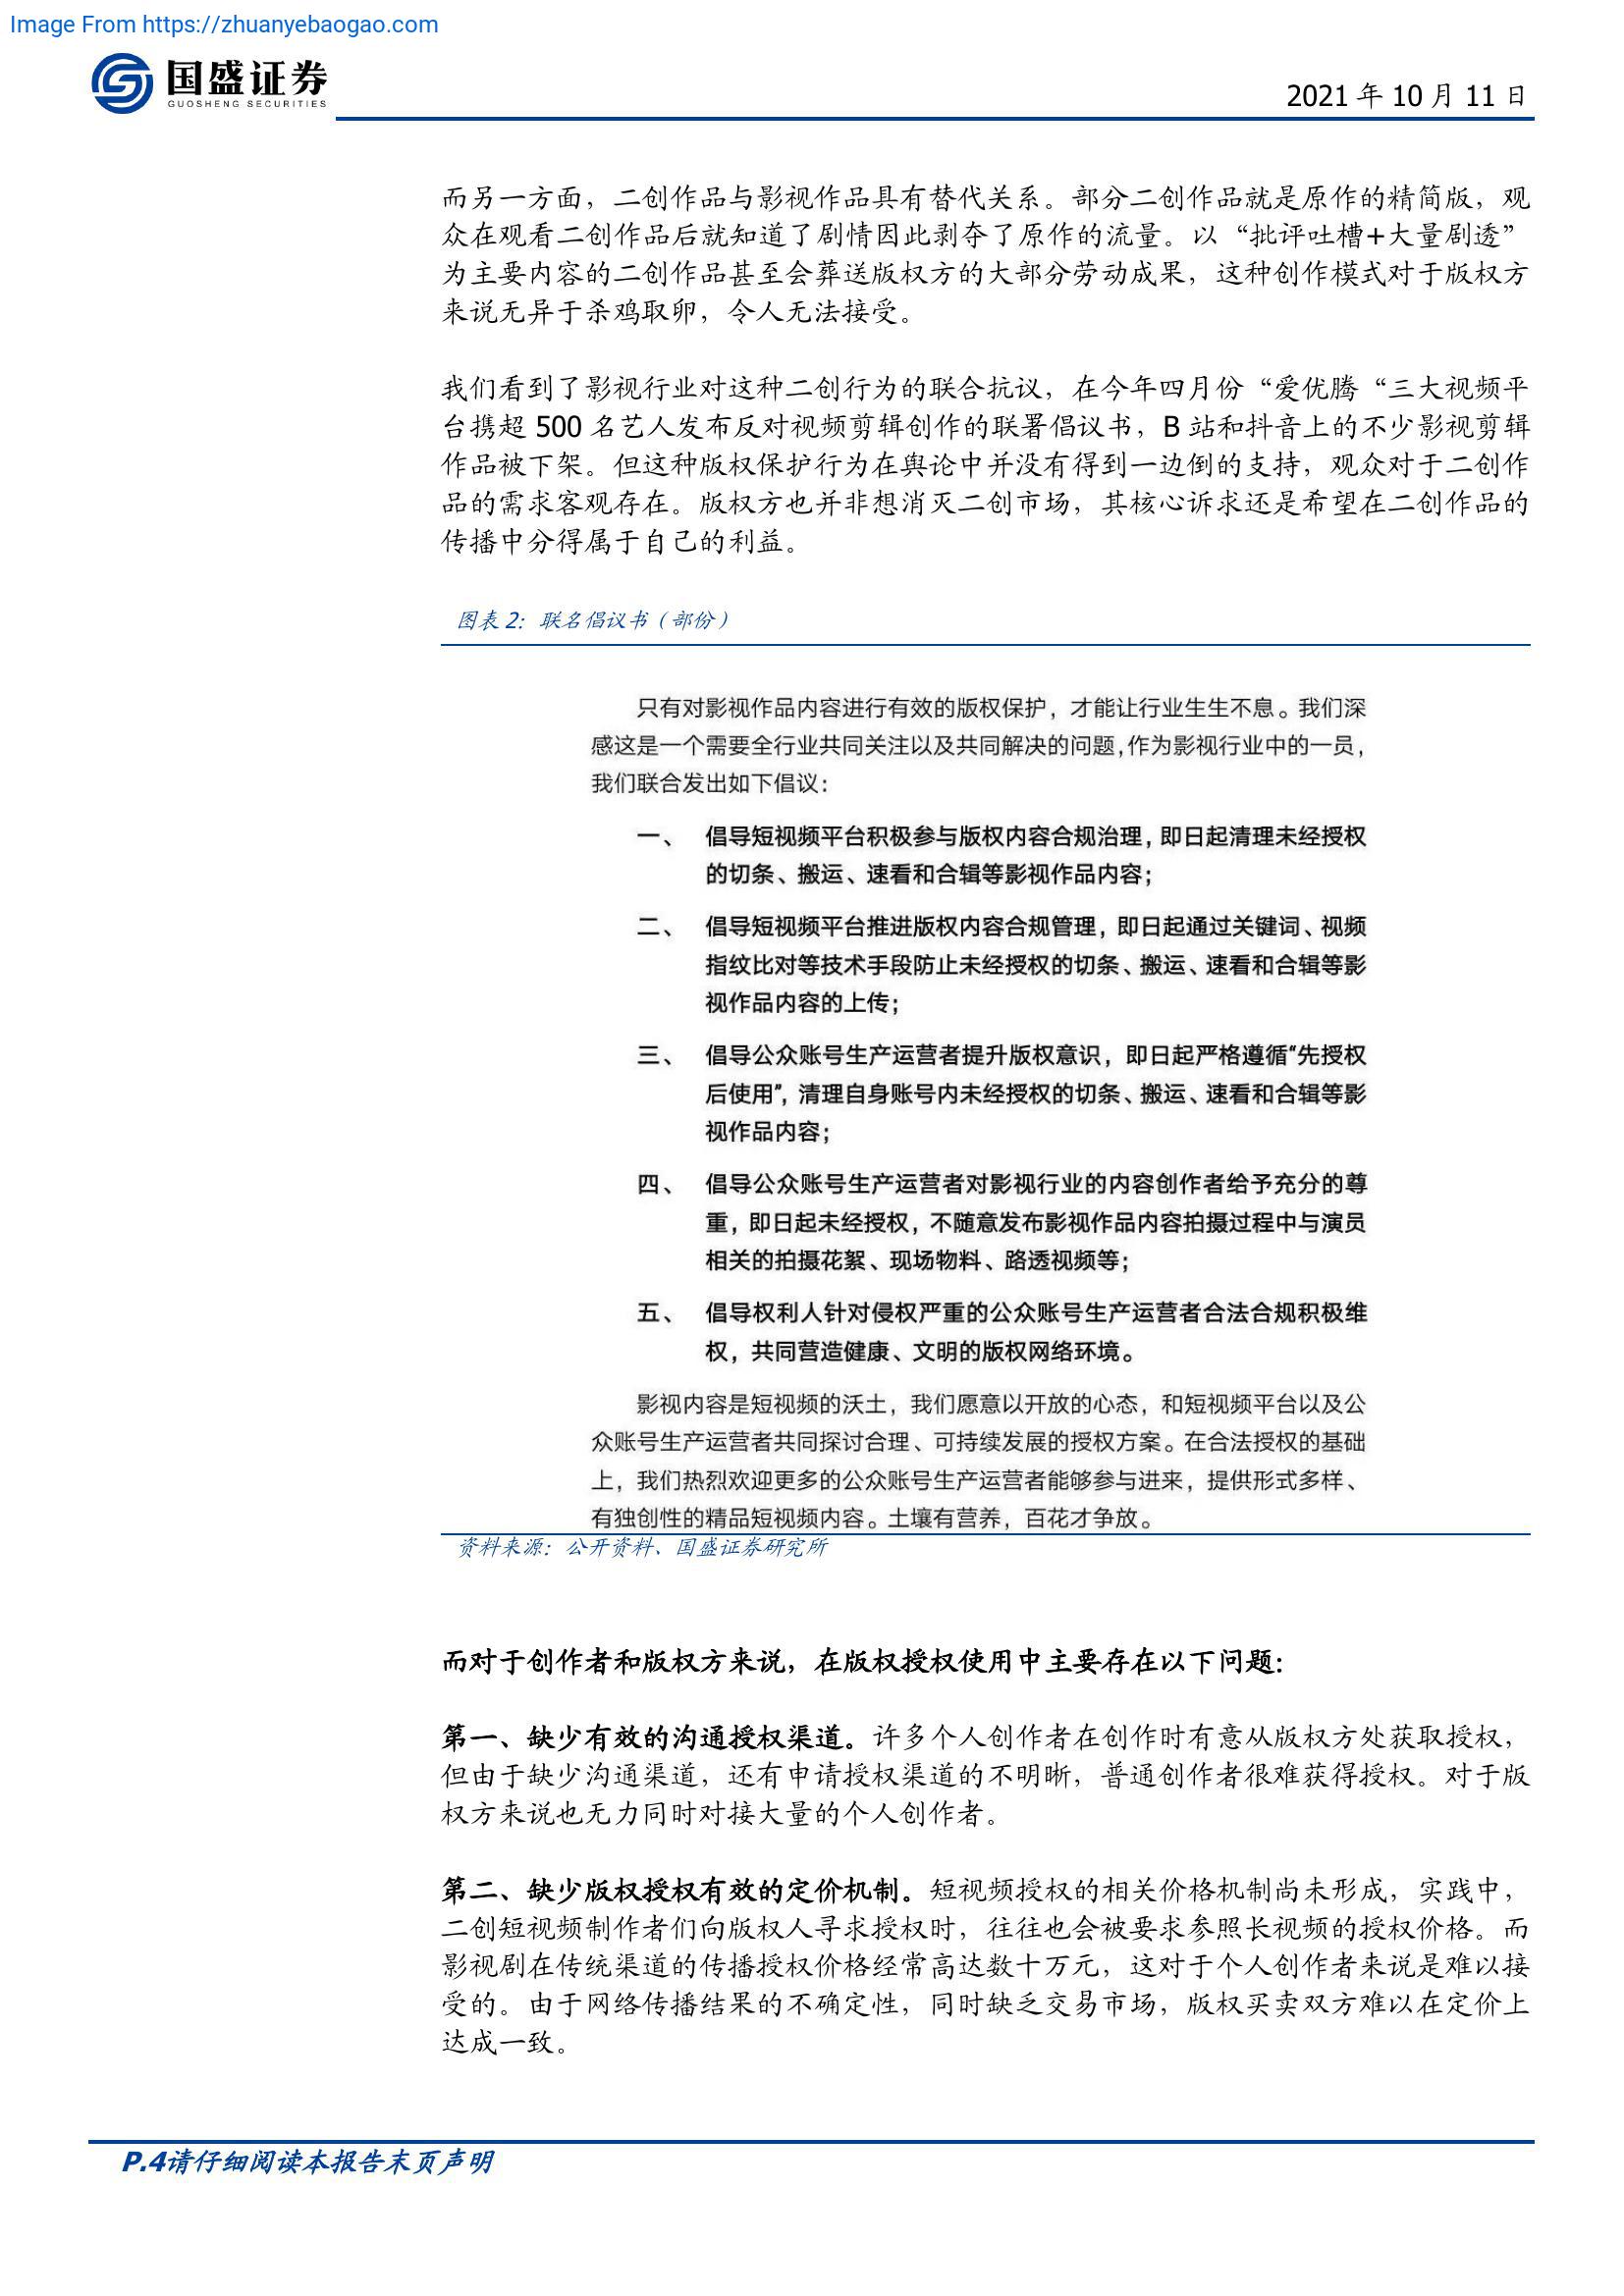 Image From https://zhuanyebaogao.com
国盛证券
GUOSHENG SECURITIES
2021 年 10 月 11 日
而另一方面，二创作品与影视作品具有替代关系。部分二创作品就是原作的精简版，观
众在观看二创作品后就知道了剧情因此剥夺了原作的流量。以“批评吐槽+大量剧透”
为主要内容的二创作品甚至会葬送版权方的大部分劳动成果，这种创作模式对于版权方
来说无异于杀鸡取卵，令人无法接受。
我们看到了影视行业对这种二创行为的联合抗议，在今年四月份“爱优腾“三大视频平
台携超 500 名艺人发布反对视频剪辑创作的联署倡议书，B 站和抖音上的不少影视剪辑
作品被下架。但这种版权保护行为在舆论中并没有得到一边倒的支持，观众对于二创作
品的需求客观存在。版权方也并非想消灭二创市场，其核心诉求还是希望在二创作品的
传播中分得属于自己的利益。
图表 2：联名倡议书（部份）
只有对影视作品内容进行有效的版权保护，才能让行业生生不息。我们深
感这是一个需要全行业共同关注以及共同解决的问题，作为影视行业中的一员，
我们联合发出如下倡议：
一、 倡导短视频平台积极参与版权内容合规治理，即日起清理未经授权
的切条、搬运、速看和合辑等影视作品内容；
二、 倡导短视频平台推进版权内容合规管理，即日起通过关键词、视频
指纹比对等技术手段防止未经授权的切条、搬运、速看和合辑等影
视作品内容的上传；
三、 倡导公众账号生产运营者提升版权意识，即日起严格遵循“先授权
后使用”，清理自身账号内未经授权的切条、搬运、速看和合辑等影
视作品内容；
四、 倡导公众账号生产运营者对影视行业的内容创作者给予充分的尊
重，即日起未经授权，不随意发布影视作品内容拍摄过程中与演员
相关的拍摄花絮、现场物料、路透视频等；
五、 倡导权利人针对侵权严重的公众账号生产运营者合法合规积极维
权，共同营造健康、文明的版权网络环境。
影视内容是短视频的沃土，我们愿意以开放的心态，和短视频平台以及公
众账号生产运营者共同探讨合理、可持续发展的授权方案。在合法授权的基础
上，我们热烈欢迎更多的公众账号生产运营者能够参与进来，提供形式多样、
有独创性的精品短视频内容。土壤有营养，百花才争放。
资料来源：公开资料、国盛证券研究所
而对于创作者和版权方来说，在版权授权使用中主要存在以下问题：
第一、缺少有效的沟通授权渠道。许多个人创作者在创作时有意从版权方处获取授权，
但由于缺少沟通渠道，还有申请授权渠道的不明晰，普通创作者很难获得授权。对于版
权方来说也无力同时对接大量的个人创作者。
第二、缺少版权授权有效的定价机制。短视频授权的相关价格机制尚未形成，实践中，
二创短视频制作者们向版权人寻求授权时，往往也会被要求参照长视频的授权价格。而
影视剧在传统渠道的传播授权价格经常高达数十万元，这对于个人创作者来说是难以接
受的。由于网络传播结果的不确定性，同时缺乏交易市场，版权买卖双方难以在定价上
达成一致。
P.4请仔细阅读本报告末页声明